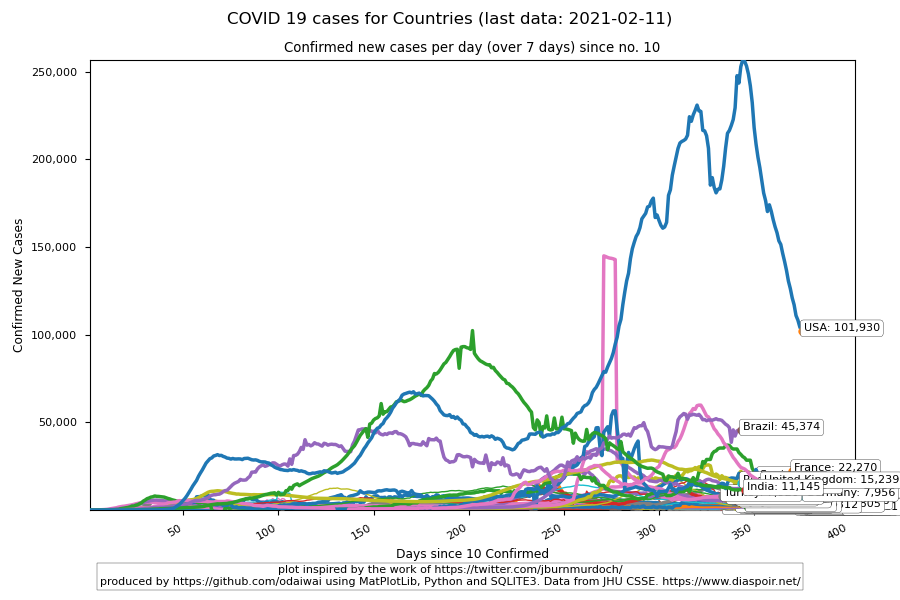 COVID 19 cases for Countries (last data: 2021-02-11)
Confirmed new cases per day (over 7 days) since no. 10
250,000
200,000
150,000
100,000
50,000
Confirmed New Cases
USA: 101,930
Brazil: 45,374
France: 22,270
United Kingdom: 15,239
India: 11,145
7,956
50
100
150
200
250
300
350
400
Days since 10 Confirmed
plot inspired by the work of https://twitter.com/jburnmurdoch/
produced by https://github.com/odaiwai using MatPlotLib, Python and SQLITE3. Data from JHU CSSE. https://www.diaspoir.net/